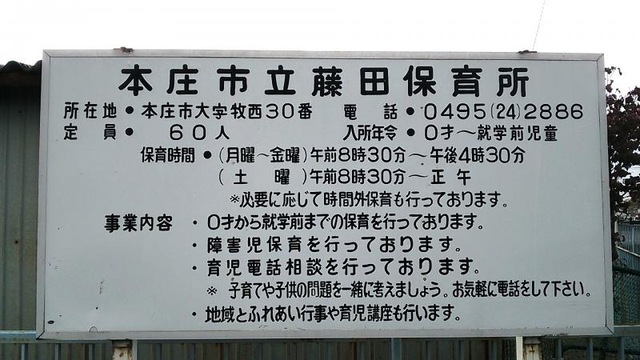 本庄市立藤田保育所
所在地●本庄市大字牧西30番 電話●0495(24)2886
定員●60人 入所年令●0才～就学前児童
保育時間●(月曜～金曜)午前8時30分～午後4時30分
(土曜)午前8時30分～正午
※必要に応じて時間外保育も行っております。
事業内容・0才から就学前までの保育を行っております。
・障害児保育を行っております。
・育児電話相談を行っております。
※子育てや子供の問題を一緒に考えましょう。お気軽に電話をして下さい。
・地域とふれあい行事や育児講座も行います。